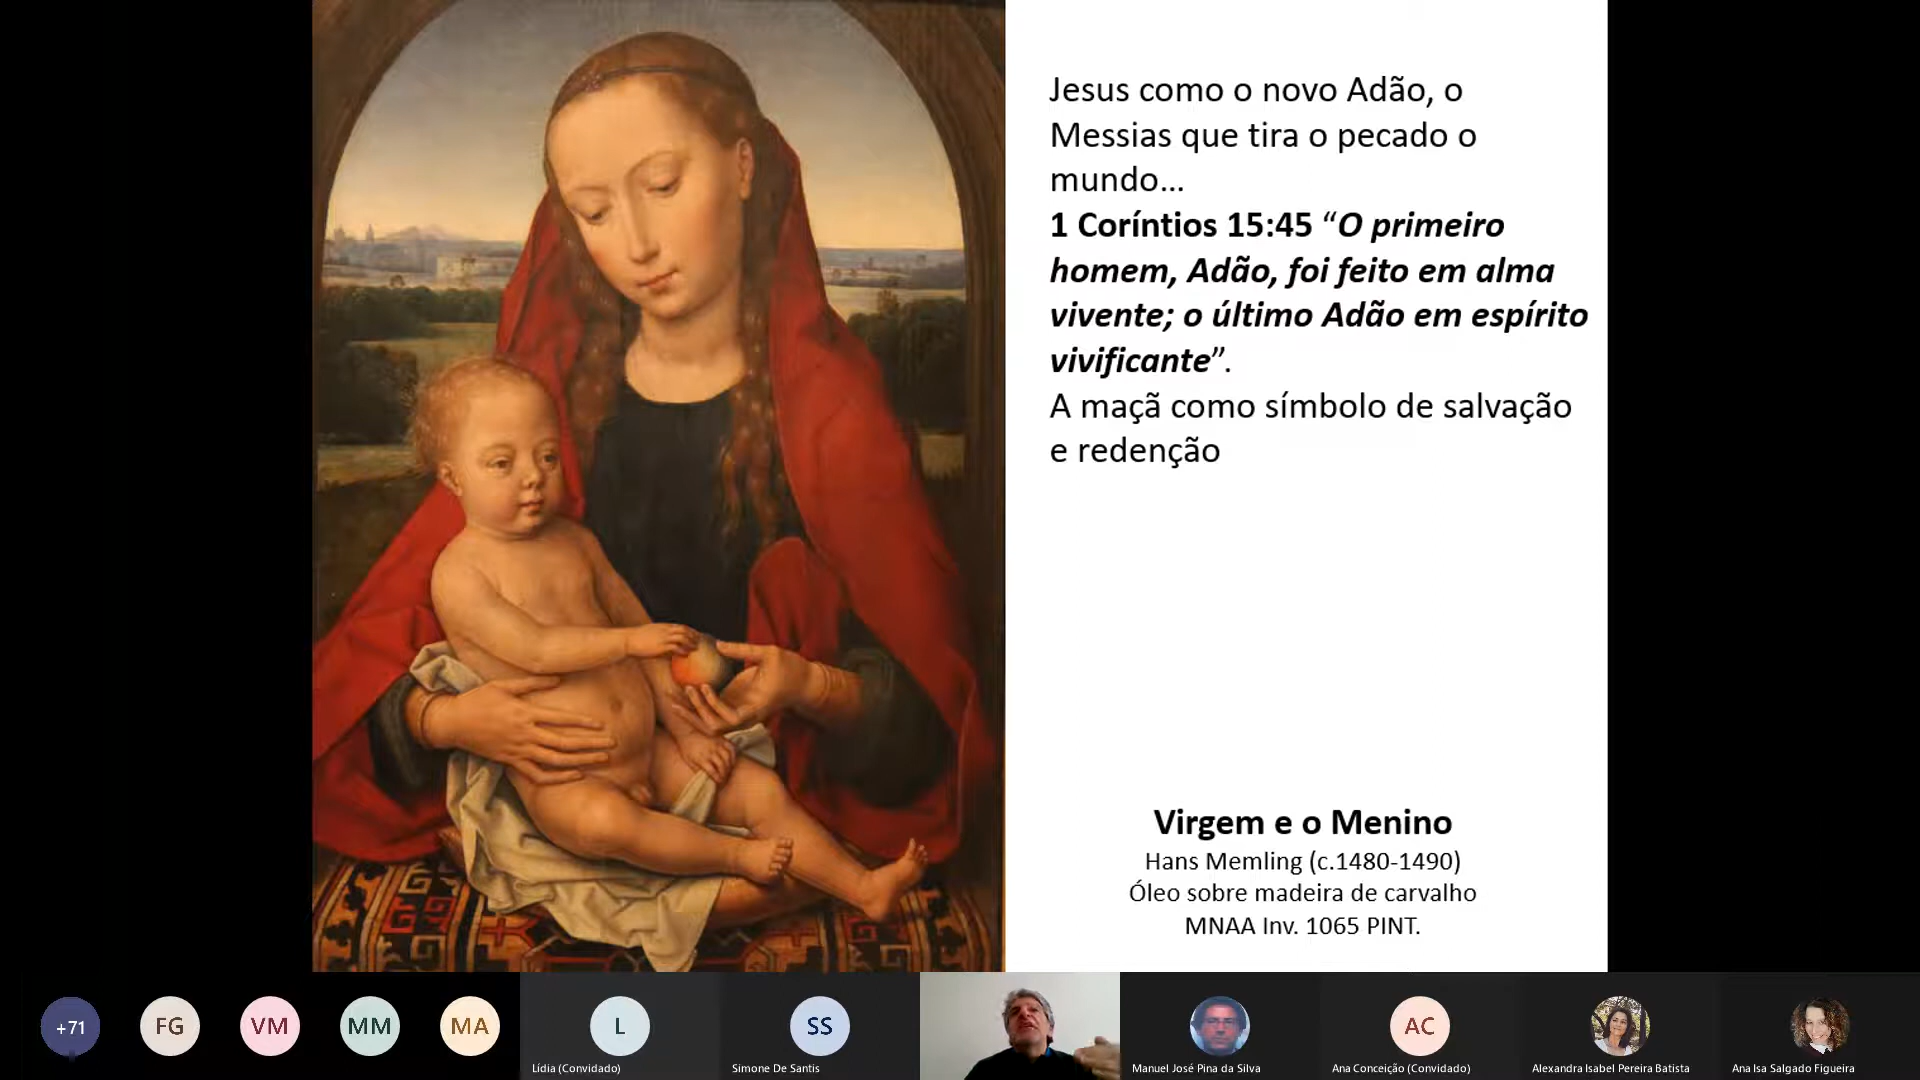 Jesus como o novo Adão, o
Messias que tira o pecado o
mundo...
1 Coríntios 15:45 “O primeiro
homem, Adão, foi feito em alma
vivente; o último Adão em espírito
vivificante”.
A maçã como símbolo de salvação
e redenção
Virgem e o Menino
Hans Memling (c.1480-1490)
Óleo sobre madeira de carvalho
MNAA Inv. 1065 PINT.
+71 FG VM MM MA L SS AC
Lídia (Convidado) Simone De Santis Manuel José Pina da Silva Ana Conceição (Convidado) Alexandra Isabel Pereira Batista Ana Isa Salgado Figueira